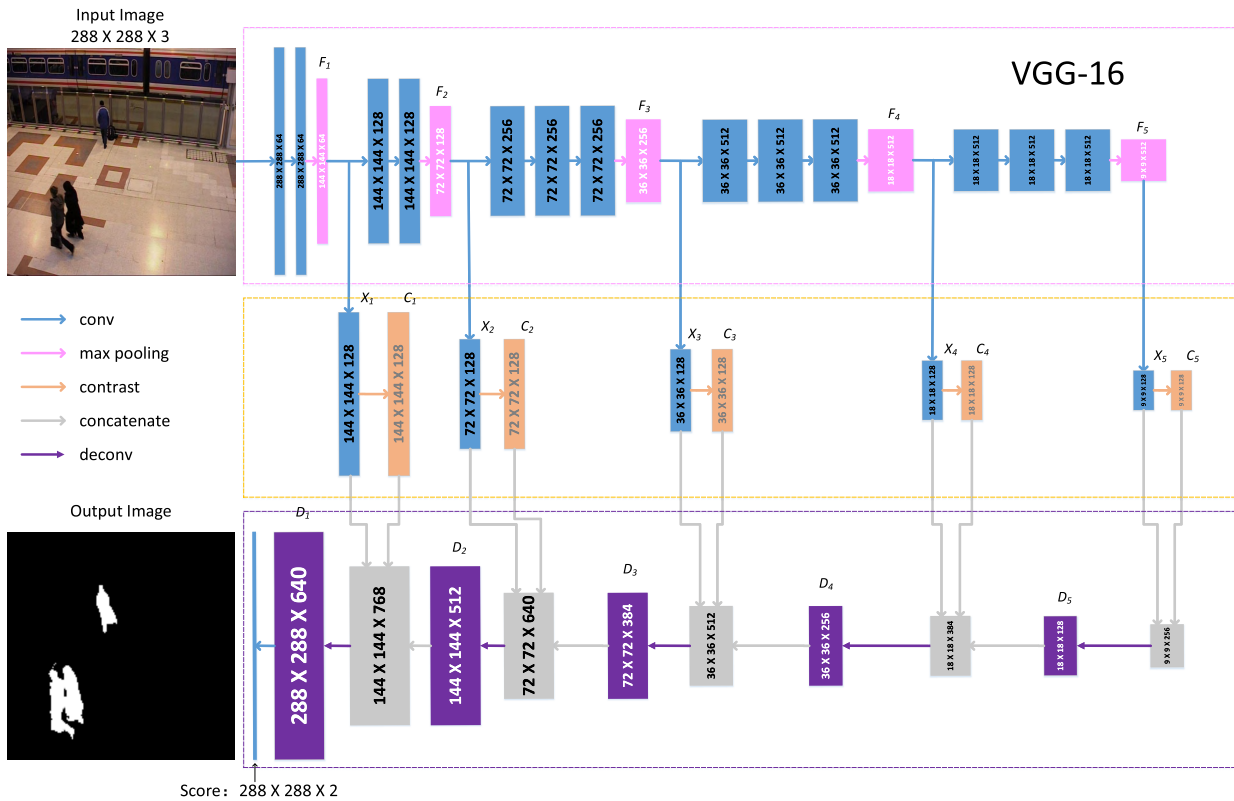 Input Image
288 X 288 X 3
VGG-16
F1
F2
F3
F4
F5
288 X 288 X 64
288 X 288 X 64
144 X 144 X 64
144 X 144 X 128
144 X 144 X 128
72 X 72 X 128
72 X 72 X 256
72 X 72 X 256
72 X 72 X 256
36 X 36 X 256
36 X 36 X 512
36 X 36 X 512
36 X 36 X 512
18 X 18 X 512
18 X 18 X 512
18 X 18 X 512
18 X 18 X 512
9 X 9 X 512
conv
max pooling
contrast
concatenate
deconv
X1
C1
X2
C2
X3
C3
X4
C4
X5
C5
144 X 144 X 128
144 X 144 X 128
72 X 72 X 128
72 X 72 X 128
36 X 36 X 128
36 X 36 X 128
18 X 18 X 128
18 X 18 X 128
9 X 9 X 128
9 X 9 X 128
Output Image
D1
D2
D3
D4
D5
288 X 288 X 640
144 X 144 X 768
144 X 144 X 512
72 X 72 X 640
72 X 72 X 384
36 X 36 X 512
36 X 36 X 256
18 X 18 X 384
18 X 18 X 128
9 X 9 X 256
Score: 288 X 288 X 2